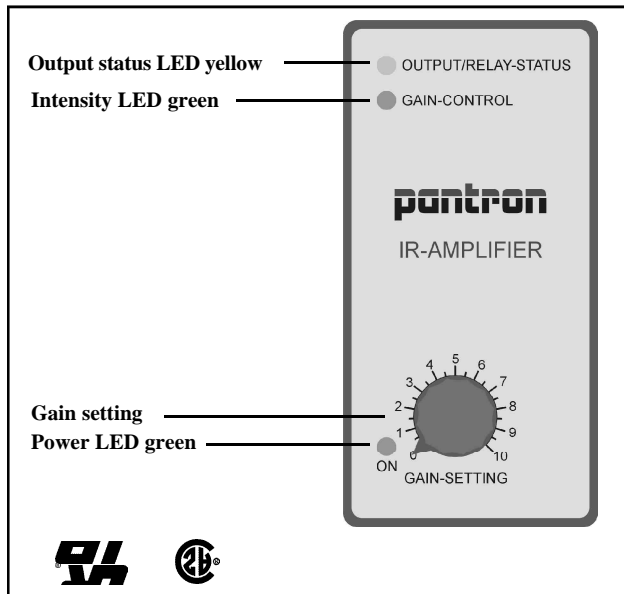 Output status LED yellow
OUTPUT/RELAY-STATUS
Intensity LED green
GAIN-CONTROL
pantron
IR-AMPLIFIER
Gain setting
Power LED green
0
1
2
3
4
5
6
7
8
9
10
ON
GAIN-SETTING